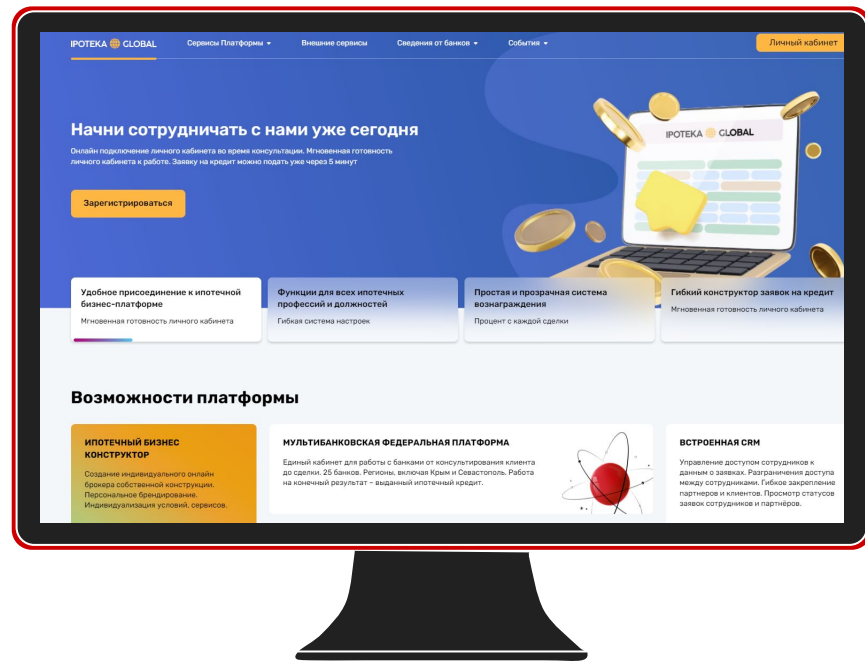 IPOTEKA GLOBAL
Сервисы Платформы
Внешние сервисы
Сведения от банков
События
Личный кабинет
Начни сотрудничать с нами уже сегодня
Онлайн подключение личного кабинета во время консультации. Мгновенная готовность
личного кабинета к работе. Заявку на кредит можно подать уже через 5 минут
Зарегистрироваться
IPOTEKA GLOBAL
Удобное присоединение к ипотечной
бизнес-платформе
Мгновенная готовность личного кабинета
Функции для всех ипотечных
профессий и должностей
Гибкая система настроек
Простая и прозрачная система
вознаграждения
Процент с каждой сделки
Гибкий конструктор заявок на кредит
Мгновенная готовность личного кабинета
Возможности платформы
ИПОТЕЧНЫЙ БИЗНЕС
КОНСТРУКТОР
Создание индивидуального онлайн
брокера собственной конструкции.
Персональное брендирование.
Индивидуализация условий, сервисов.
МУЛЬТИБАНКОВСКАЯ ФЕДЕРАЛЬНАЯ ПЛАТФОРМА
Единый кабинет для работы с банками от консультирования клиента
до сделки. 25 банков. Регионы, включая Крым и Севастополь. Работа
на конечный результат – выданный ипотечный кредит.
ВСТРОЕННАЯ CRM
Управление доступом сотрудников к
данным о заявках. Разграничения доступа
между сотрудниками. Гибкое закрепление
партнеров и клиентов. Просмотр статусов
заявок сотрудников и партнёров.